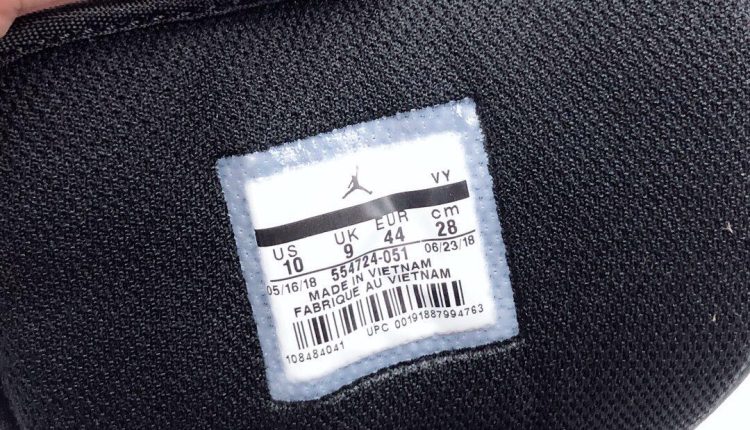 VY
US UK EUR cm
10 9 44 28
05/16/18 554724-051 06/23/18
MADE IN VIETNAM
FABRIQUE AU VIETNAM
108484041 UPC 00191887994763